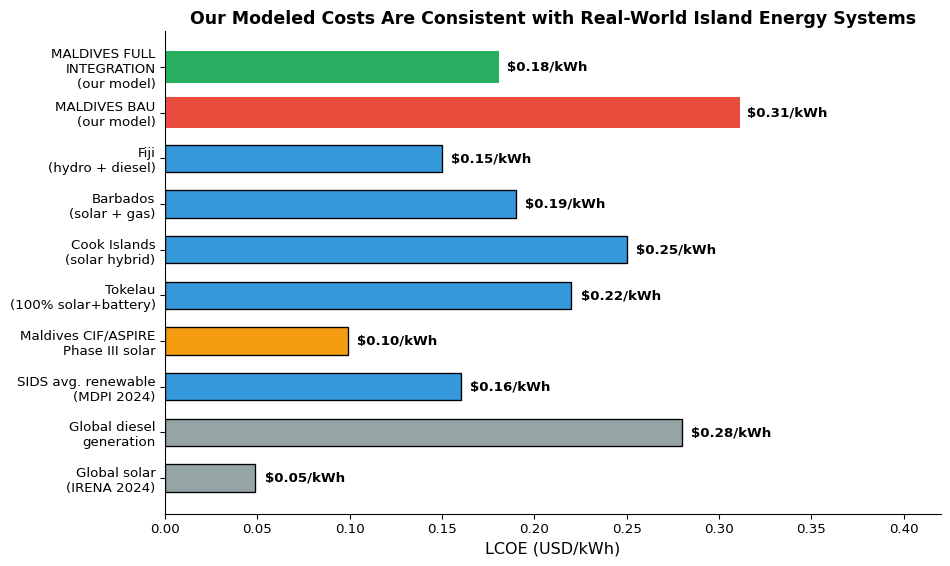 Our Modeled Costs Are Consistent with Real-World Island Energy Systems
MALDIVES FULL
INTEGRATION
(our model)
$0.18/kWh
MALDIVES BAU
(our model)
$0.31/kWh
Fiji
(hydro + diesel)
$0.15/kWh
Barbados
(solar + gas)
$0.19/kWh
Cook Islands
(solar hybrid)
$0.25/kWh
Tokelau
(100% solar+battery)
$0.22/kWh
Maldives CIF/ASPIRE
Phase III solar
$0.10/kWh
SIDS avg. renewable
(MDPI 2024)
$0.16/kWh
Global diesel
generation
$0.28/kWh
Global solar
(IRENA 2024)
$0.05/kWh
0.00 0.05 0.10 0.15 0.20 0.25 0.30 0.35 0.40
LCOE (USD/kWh)